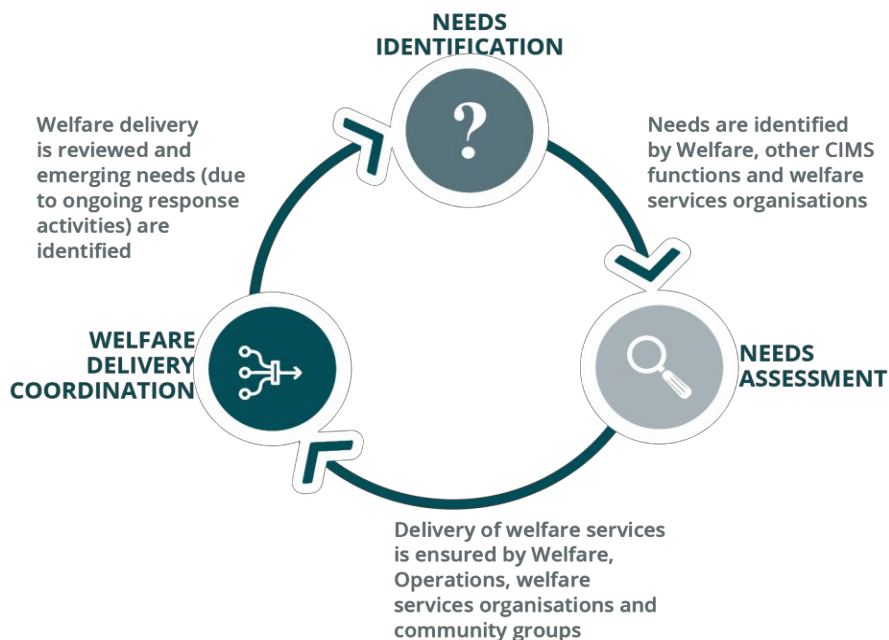 NEEDS
IDENTIFICATION
?
Welfare delivery
is reviewed and
emerging needs (due
to ongoing response
activities) are
identified
Needs are identified
by Welfare, other CIMS
functions and welfare
services organisations
WELFARE
DELIVERY
COORDINATION
NEEDS
ASSESSMENT
Delivery of welfare services
is ensured by Welfare,
Operations, welfare
services organisations and
community groups